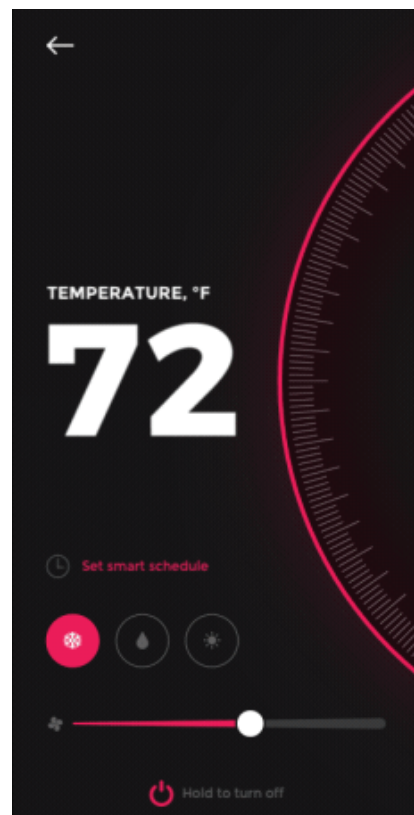 TEMPERATURE, °F
72
Set smart schedule
Hold to turn off